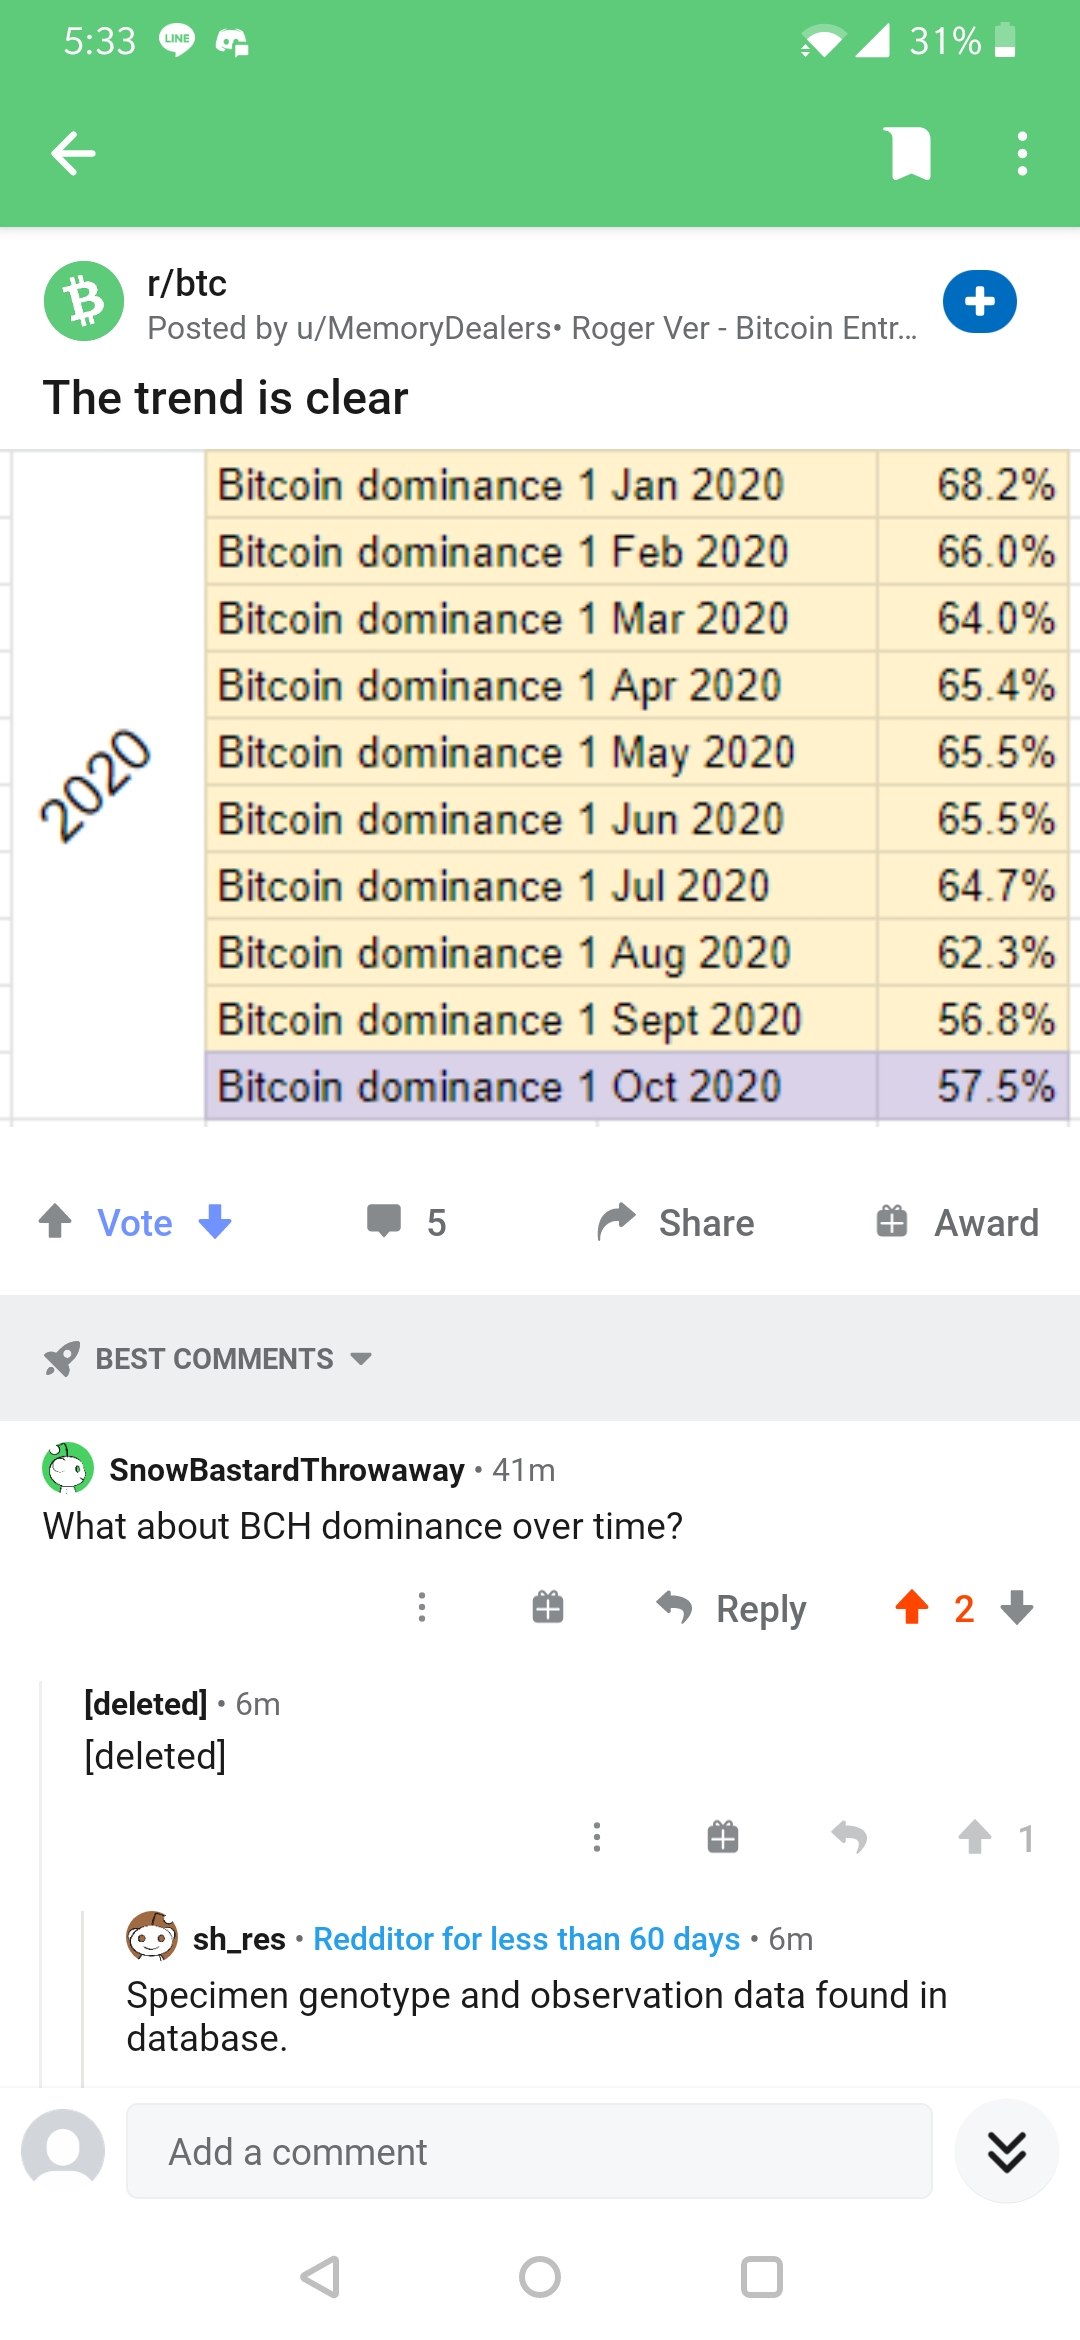 5:33 LINE 31%
r/btc
Posted by u/MemoryDealers• Roger Ver - Bitcoin Entr...
The trend is clear
2020
Bitcoin dominance 1 Jan 2020 68.2%
Bitcoin dominance 1 Feb 2020 66.0%
Bitcoin dominance 1 Mar 2020 64.0%
Bitcoin dominance 1 Apr 2020 65.4%
Bitcoin dominance 1 May 2020 65.5%
Bitcoin dominance 1 Jun 2020 65.5%
Bitcoin dominance 1 Jul 2020 64.7%
Bitcoin dominance 1 Aug 2020 62.3%
Bitcoin dominance 1 Sept 2020 56.8%
Bitcoin dominance 1 Oct 2020 57.5%
Vote 5 Share Award
BEST COMMENTS
SnowBastardThrowaway • 41m
What about BCH dominance over time?
Reply 2
[deleted] • 6m
[deleted]
1
sh_res • Redditor for less than 60 days • 6m
Specimen genotype and observation data found in
database.
Add a comment